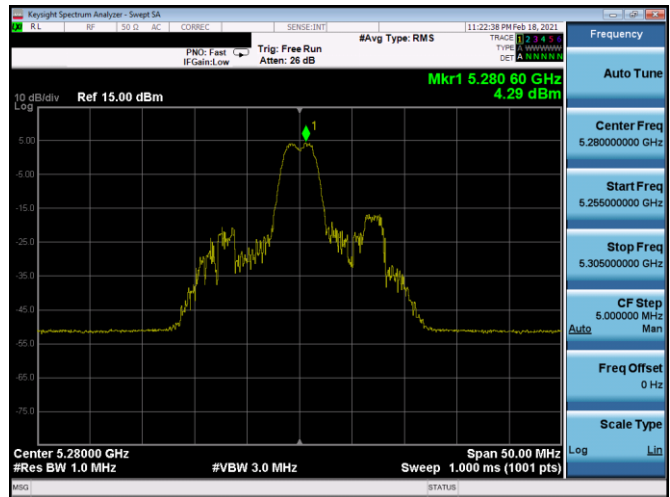 Keysight Spectrum Analyzer - Swept SA
RL RF 50 Ω AC CORREC SENSE:INT 11:22:38 PM Feb 18, 2021
#Avg Type: RMS TRACE 1 2 3 4 5 6
PNO: Fast Trig: Free Run TYPE A WWWWW
IFGain:Low Atten: 26 dB DET A N N N N N
Mkr1 5.280 60 GHz
4.29 dBm
10 dB/div Ref 15.00 dBm
Log
1
5.00
-5.00
-15.0
-25.0
-35.0
-45.0
-55.0
-65.0
-75.0
Center 5.28000 GHz Span 50.00 MHz
#Res BW 1.0 MHz #VBW 3.0 MHz Sweep 1.000 ms (1001 pts)
MSG STATUS
Frequency
Auto Tune
Center Freq
5.280000000 GHz
Start Freq
5.255000000 GHz
Stop Freq
5.305000000 GHz
CF Step
5.000000 MHz
Auto Man
Freq Offset
0 Hz
Scale Type
Log Lin